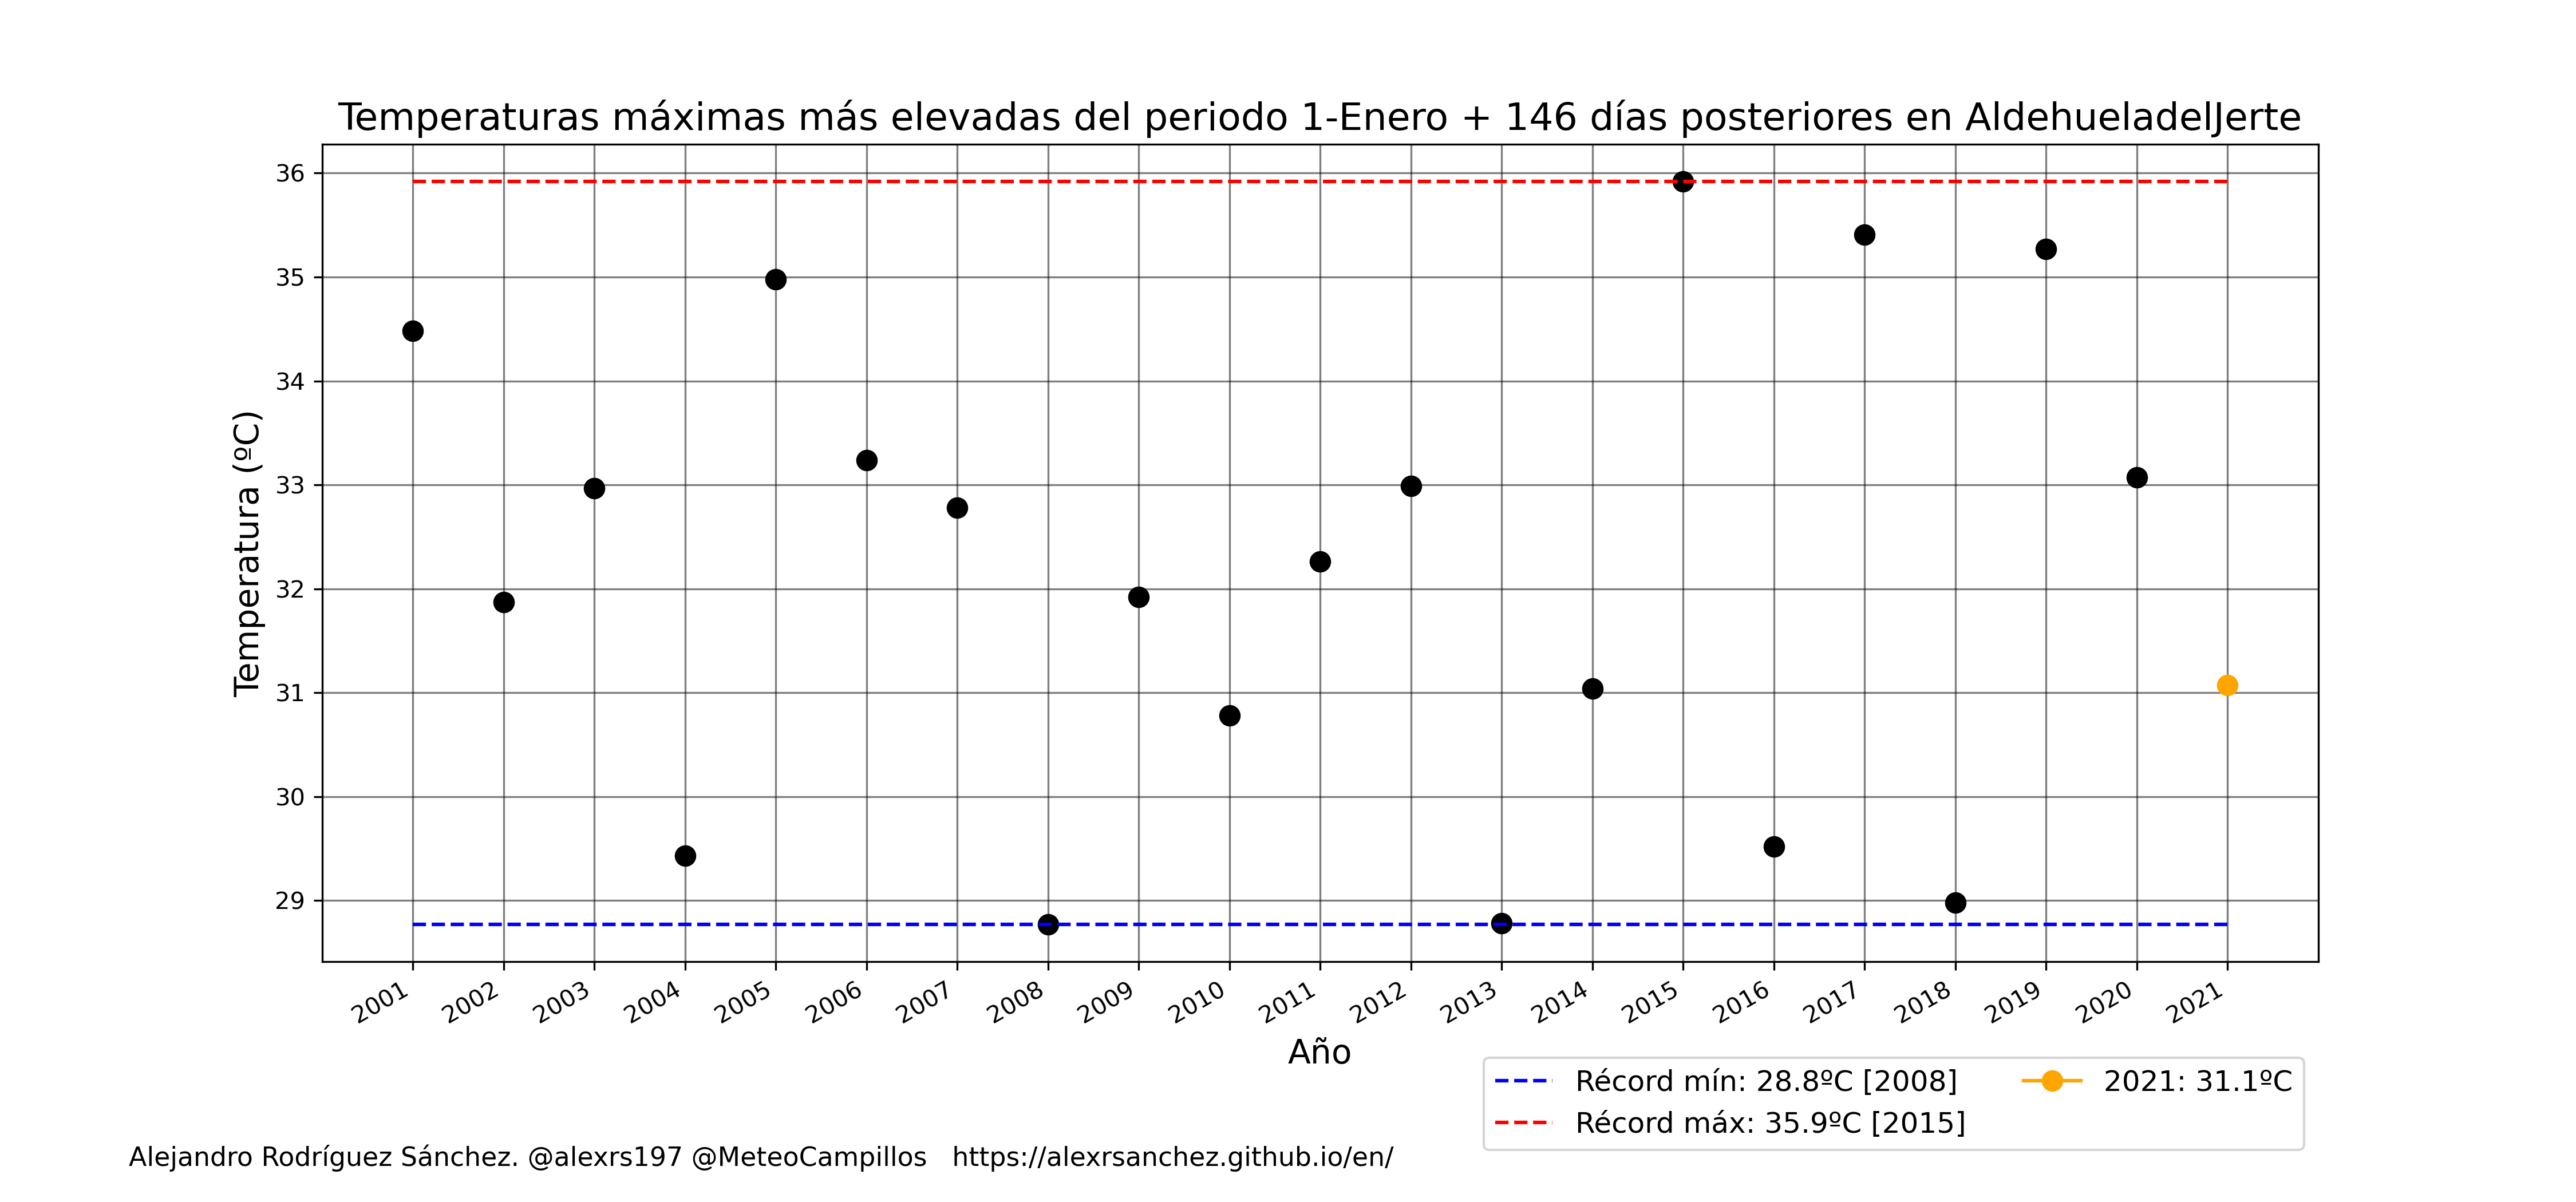 Temperaturas máximas más elevadas del periodo 1-Enero + 146 días posteriores en AldehueladelJerte
Temperatura (ºC)
36
35
34
33
32
31
30
29
2001 2002 2003 2004 2005 2006 2007 2008 2009 2010 2011 2012 2013 2014 2015 2016 2017 2018 2019 2020 2021
Año
Récord mín: 28.8ºC [2008]
Récord máx: 35.9ºC [2015]
2021: 31.1ºC
Alejandro Rodríguez Sánchez. @alexrs197 @MeteoCampillos https://alexrsanchez.github.io/en/